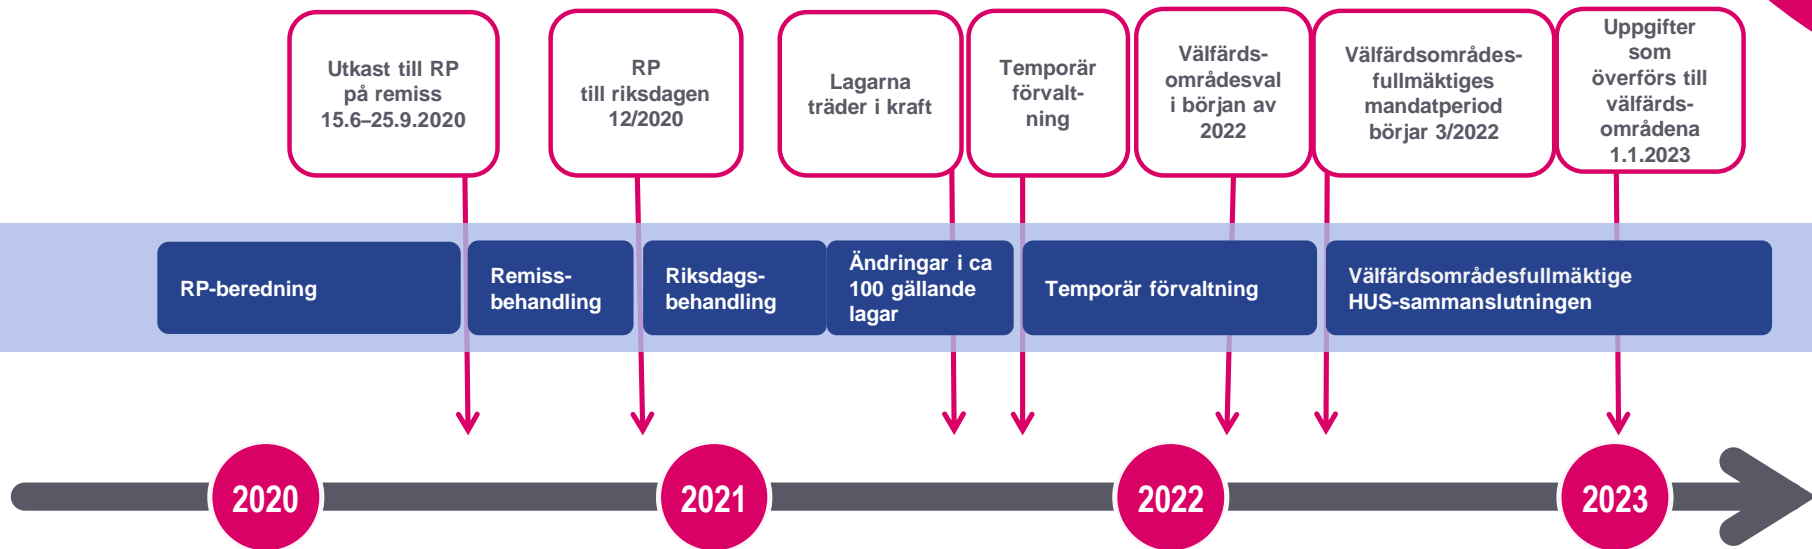 Utkast till RP
på remiss
15.6–25.9.2020
RP
till riksdagen
12/2020
Lagarna
träder i kraft
Temporär
förvalt-
ning
Välfärds-
områdesval
i början av
2022
Välfärdsområdes-
fullmäktiges
mandatperiod
börjar 3/2022
Uppgifter
som
överförs till
välfärds-
områdena
1.1.2023
RP-beredning
Remiss-
behandling
Riksdags-
behandling
Ändringar i ca
100 gällande
lagar
Temporär förvaltning
Välfärdsområdesfullmäktige
HUS-sammanslutningen
2020
2021
2022
2023